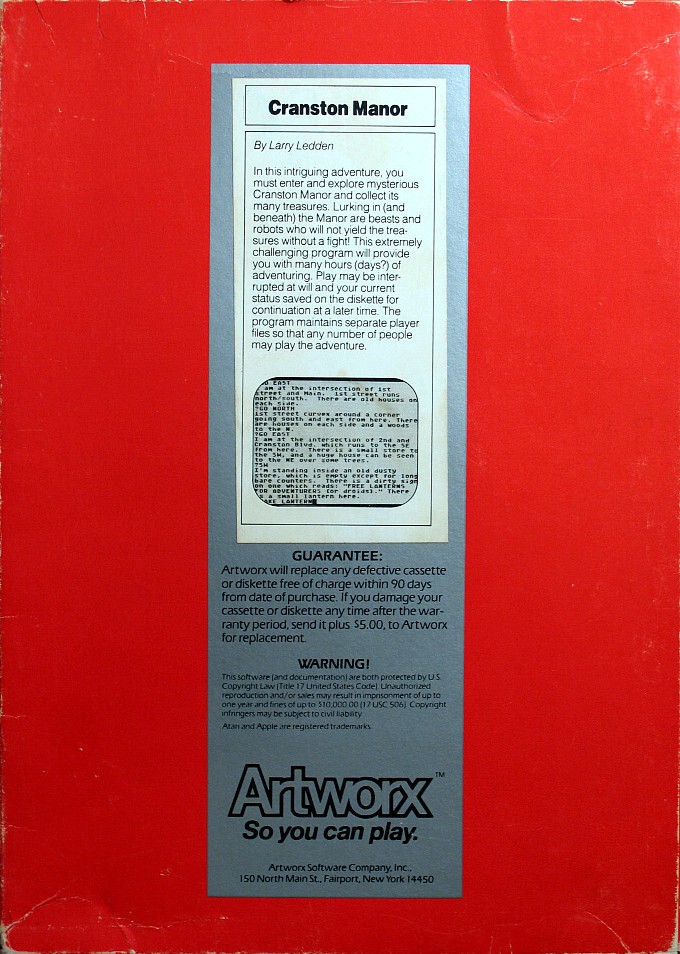 Cranston Manor
By Larry Ledden
In this intriguing adventure, you
must enter and explore mysterious
Cranston Manor and collect its
many treasures. Lurking in (and
beneath) the Manor are beasts and
robots who will not yield the trea-
sures without a fight! This extremely
challenging program will provide
you with many hours (days?) of
adventuring. Play may be inter-
rupted at will and your current
status saved on the diskette for
continuation at a later time. The
program maintains separate player
files so that any number of people
may play the adventure.
GO EAST
I am at the intersection of 1st
street and Main. 1st street runs
north/south. There are old houses on
each side.
?GO NORTH
1st street curves around a corner
going south and east from here. There
are houses on each side and a woods
to the N.
?GO EAST
I am at the intersection of 2nd and
Cranston Blvd. which runs to the SE
from here. There is a small store to
the SW, and a huge house can be seen
to the NE over some trees.
?SW
I'm standing inside an old dusty
store, which is empty except for long
bare counters. There is a dirty sign
on one which reads: "FREE LANTERNS
FOR ADVENTURERS (or droids)." There
is a small lantern here.
TAKE LANTERN
GUARANTEE:
Artworx will replace any defective cassette
or diskette free of charge within 90 days
from date of purchase. If you damage your
cassette or diskette any time after the war-
ranty period, send it plus $5.00, to Artworx
for replacement.
WARNING!
This software (and documentation) are both protected by U.S.
Copyright Law (Title 17 United States Code). Unauthorized
reproduction and/or sales may result in imprisonment of up to
one year and fines of up to $10,000.00 (17 USC 506). Copyright
infringers may be subject to civil liability.
Atari and Apple are registered trademarks.
Artworx™
So you can play.
Artworx Software Company, Inc.,
150 North Main St., Fairport, New York 14450